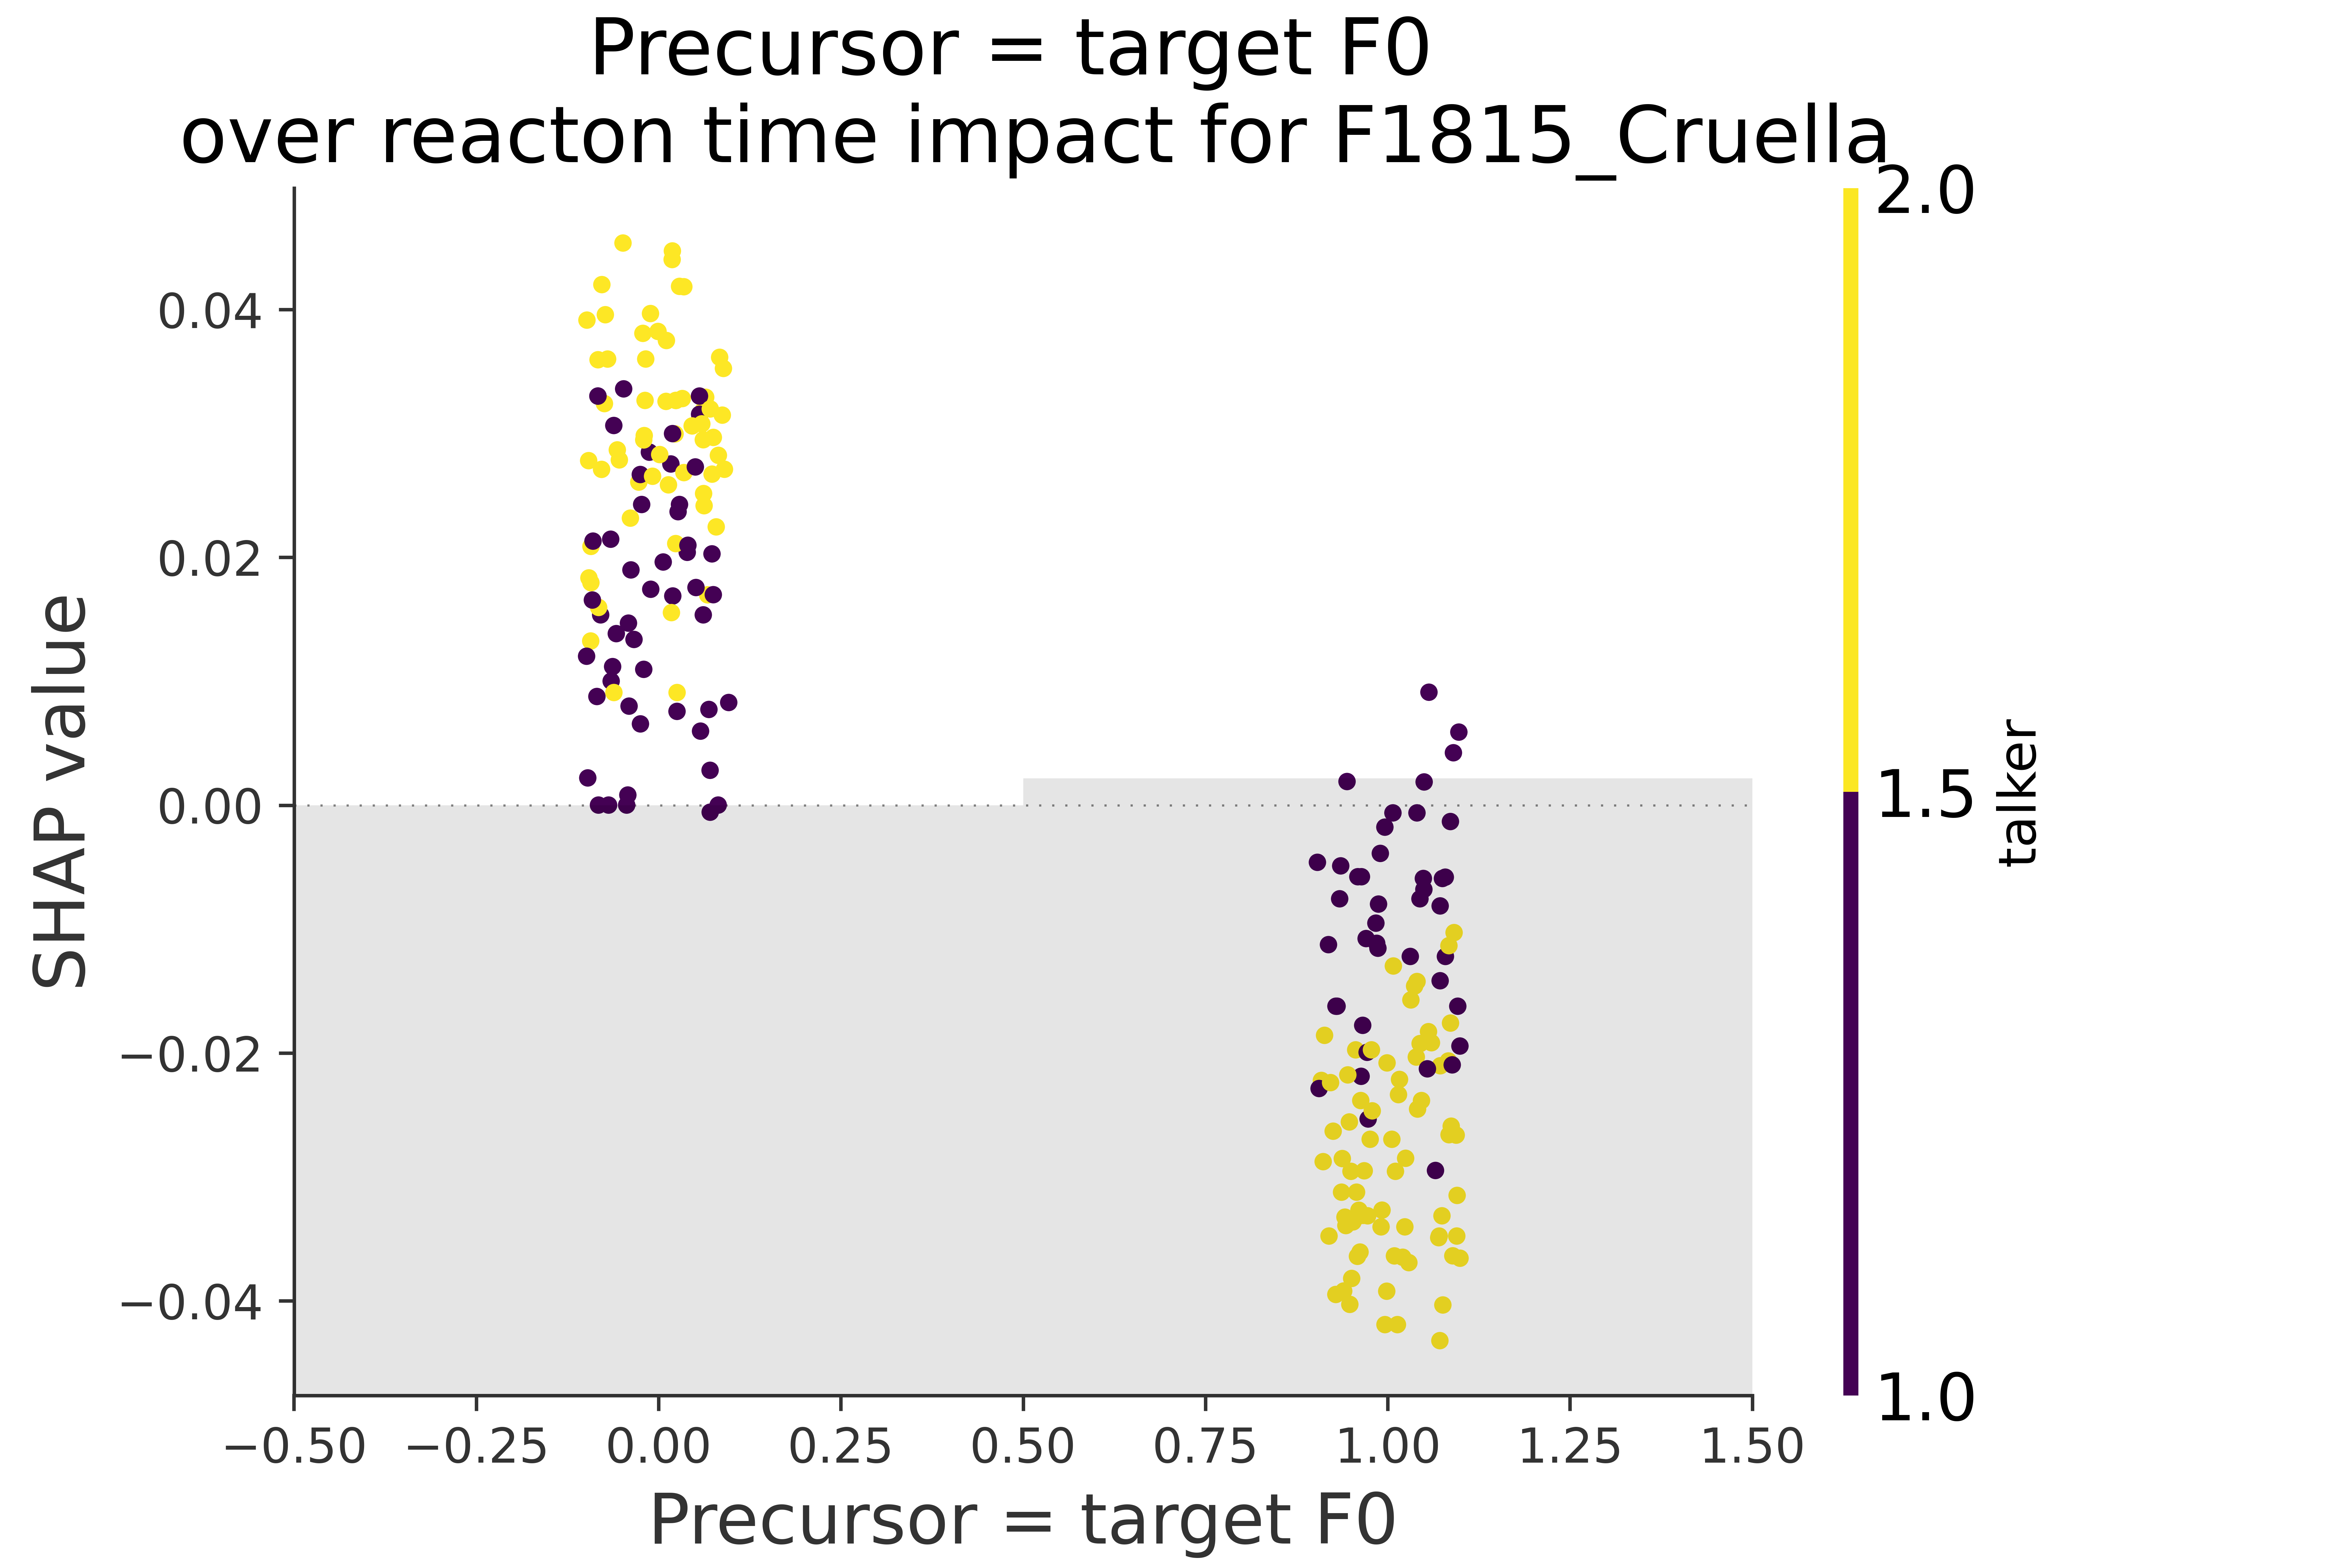 Precursor = target F0
over reacton time impact for F1815_Cruella
SHAP value
0.04
0.02
0.00
−0.02
−0.04
−0.50 −0.25 0.00 0.25 0.50 0.75 1.00 1.25 1.50
Precursor = target F0
2.0
1.5
1.0
talker